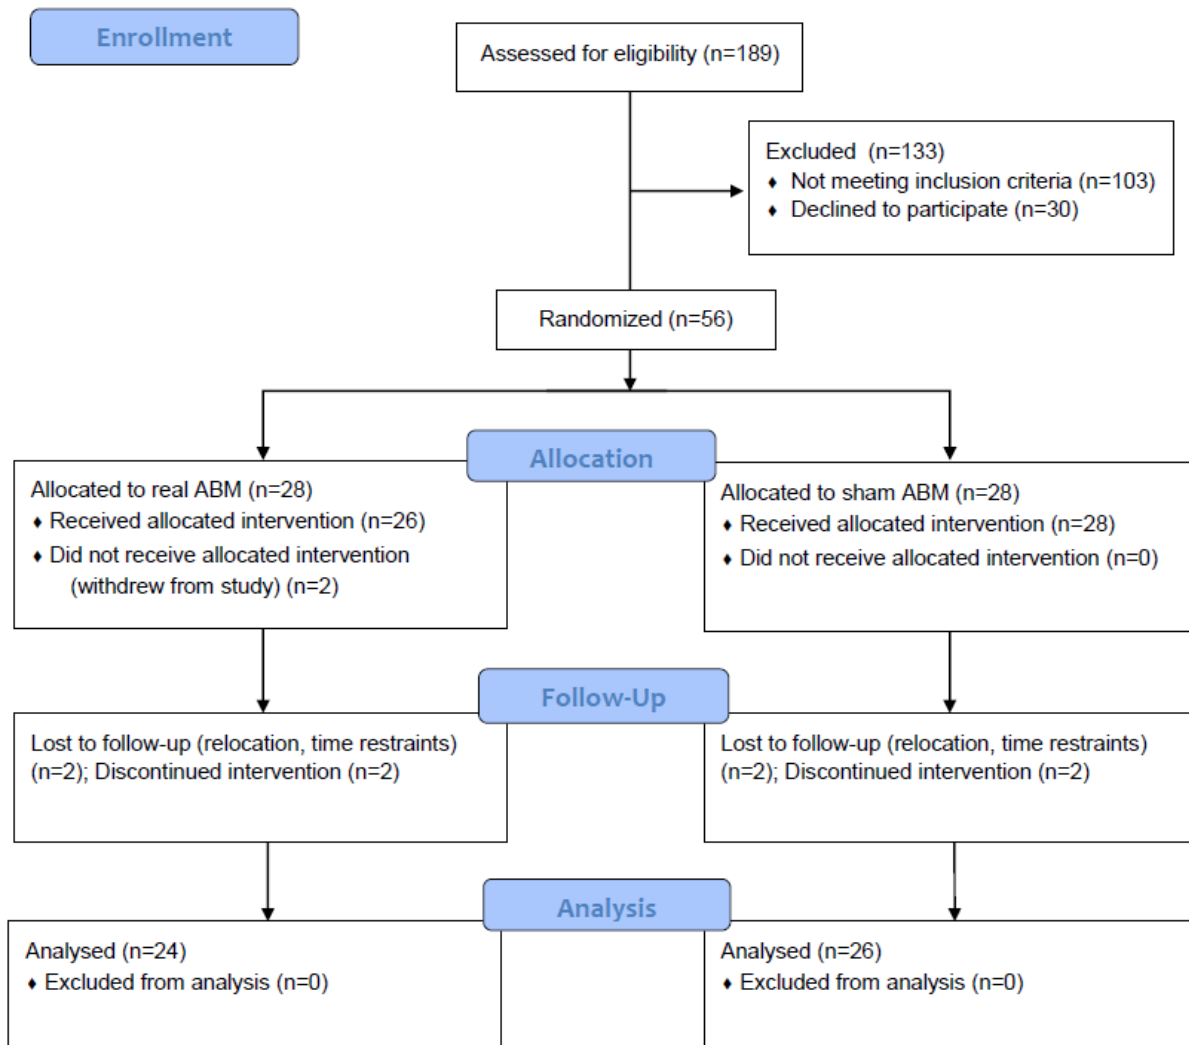 Enrollment
Assessed for eligibility (n=189)
Excluded (n=133)
♦ Not meeting inclusion criteria (n=103)
♦ Declined to participate (n=30)
Randomized (n=56)
Allocation
Allocated to real ABM (n=28)
♦ Received allocated intervention (n=26)
♦ Did not receive allocated intervention
(withdrew from study) (n=2)
Allocated to sham ABM (n=28)
♦ Received allocated intervention (n=28)
♦ Did not receive allocated intervention (n=0)
Follow-Up
Lost to follow-up (relocation, time restraints)
(n=2); Discontinued intervention (n=2)
Lost to follow-up (relocation, time restraints)
(n=2); Discontinued intervention (n=2)
Analysis
Analysed (n=24)
♦ Excluded from analysis (n=0)
Analysed (n=26)
♦ Excluded from analysis (n=0)